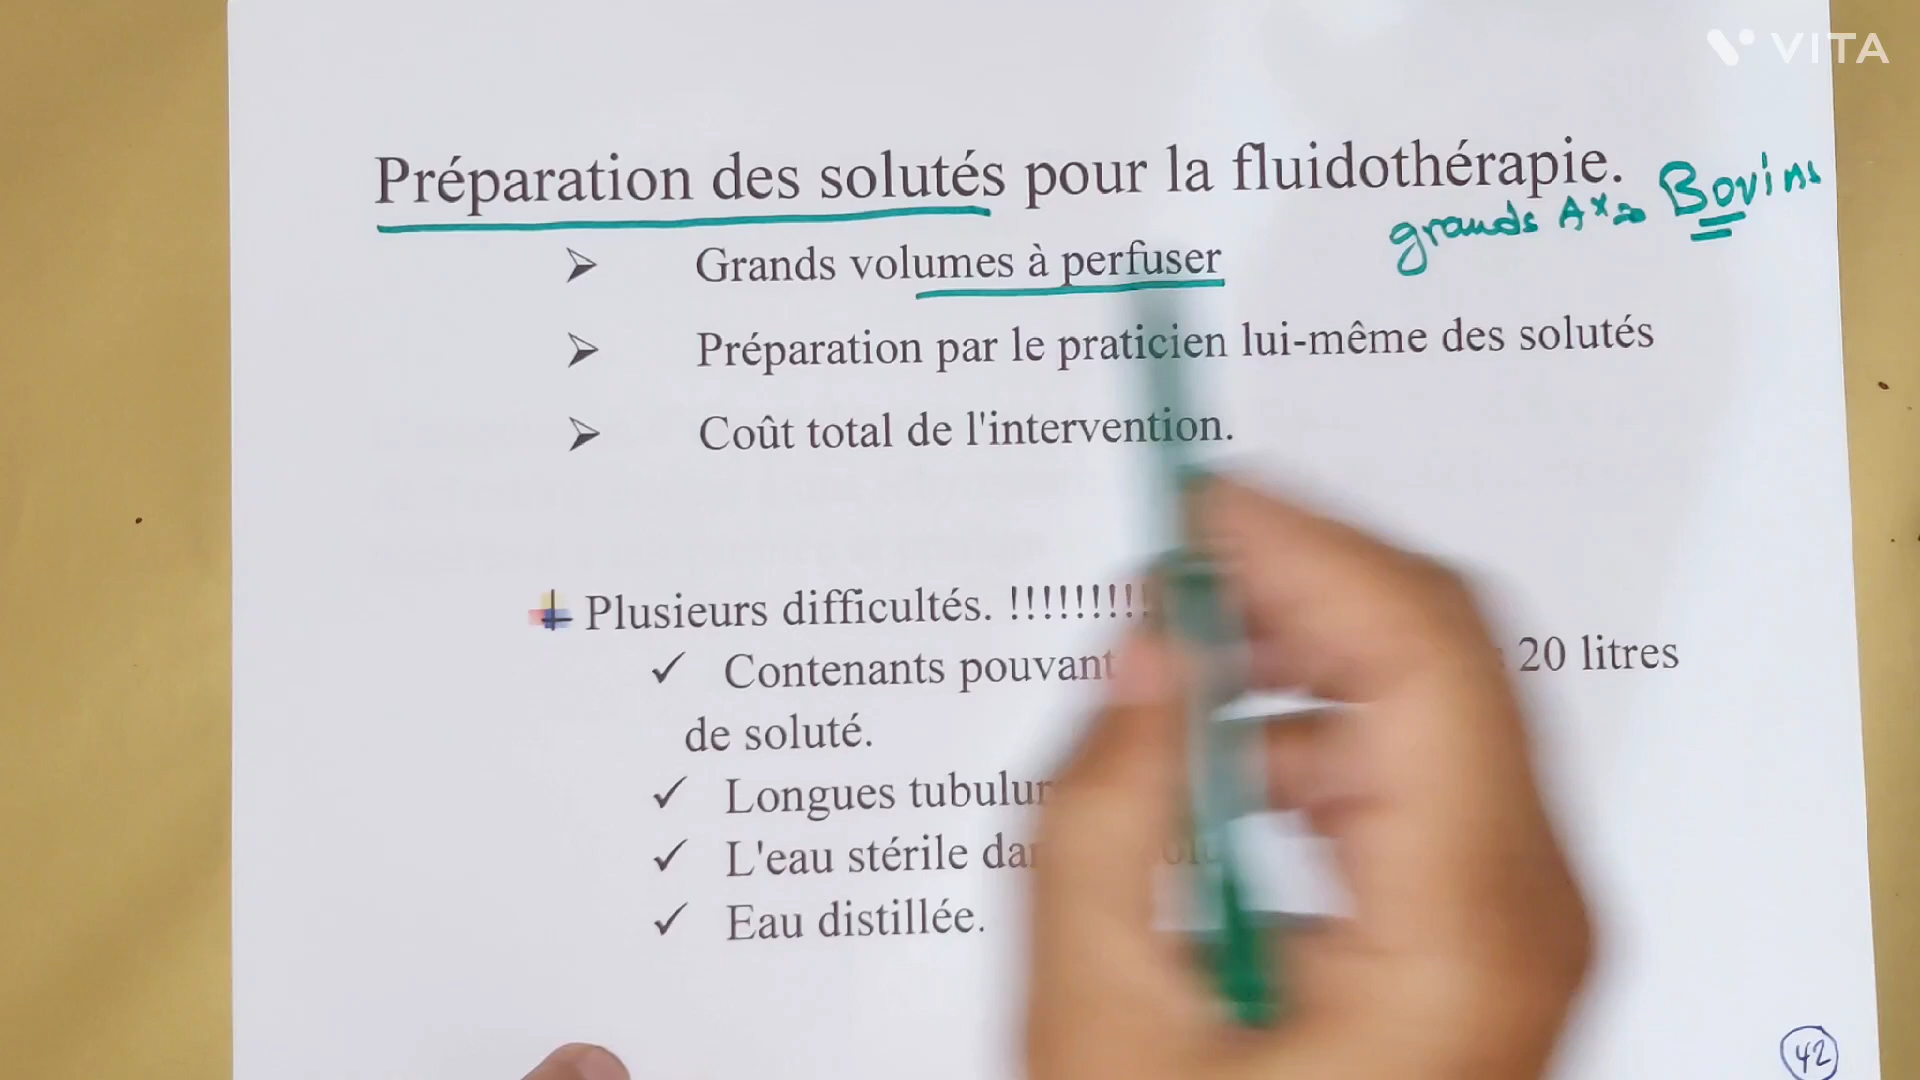 VITA
Préparation des solutés pour la fluidothérapie.
grands Ax Bovins
Grands volumes à perfuser
Préparation par le praticien lui-même des solutés
Coût total de l'intervention.
Plusieurs difficultés. !!!!!!!!!!
Contenants pouvant 20 litres
de soluté.
Longues
L'eau stérile
Eau distillée.
42